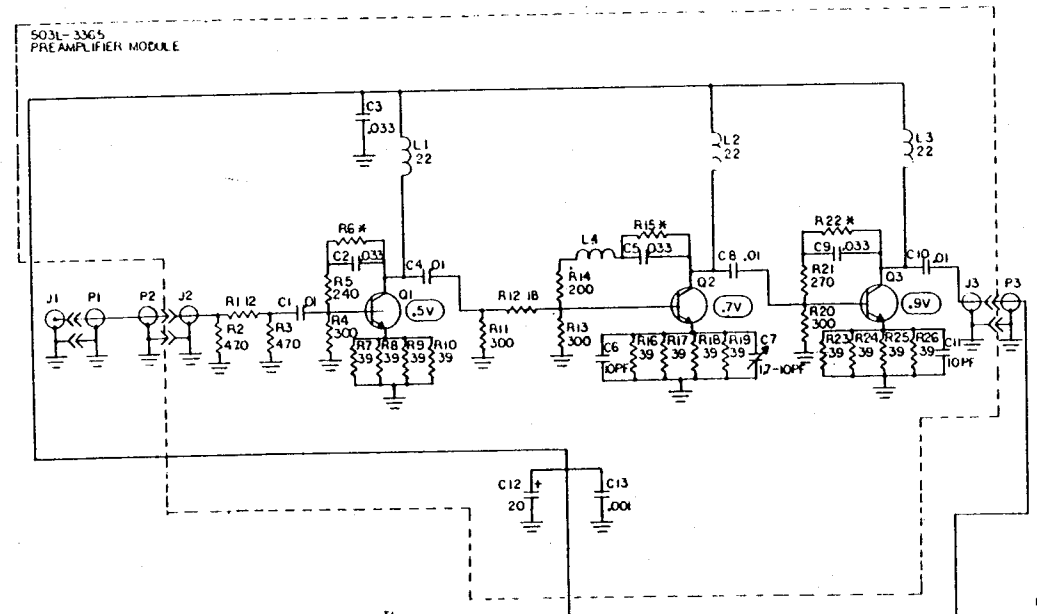 503L-3365
PREAMPLIFIER MODULE
C3
.033
L1
22
L2
22
L3
22
R6 *
C2 .033
R5
240
C4 .01
Q1
.5V
J1
P1
P2
J2
R1 12
C1 .01
R2
470
R3
470
R4
300
R7
39
R8
39
R9
39
R10
39
R11
300
R12 18
L4
R15 *
C5 .033
R14
200
R13
300
Q2
.7V
C8 .01
C6
10PF
R16
39
R17
39
R18
39
R19
39
C7
1.7-10PF
R22 *
C9 .033
R21
270
R20
300
Q3
.9V
C10 .01
J3
P3
R23
39
R24
39
R25
39
R26
39
C11
10PF
C12 +
20
C13
.001